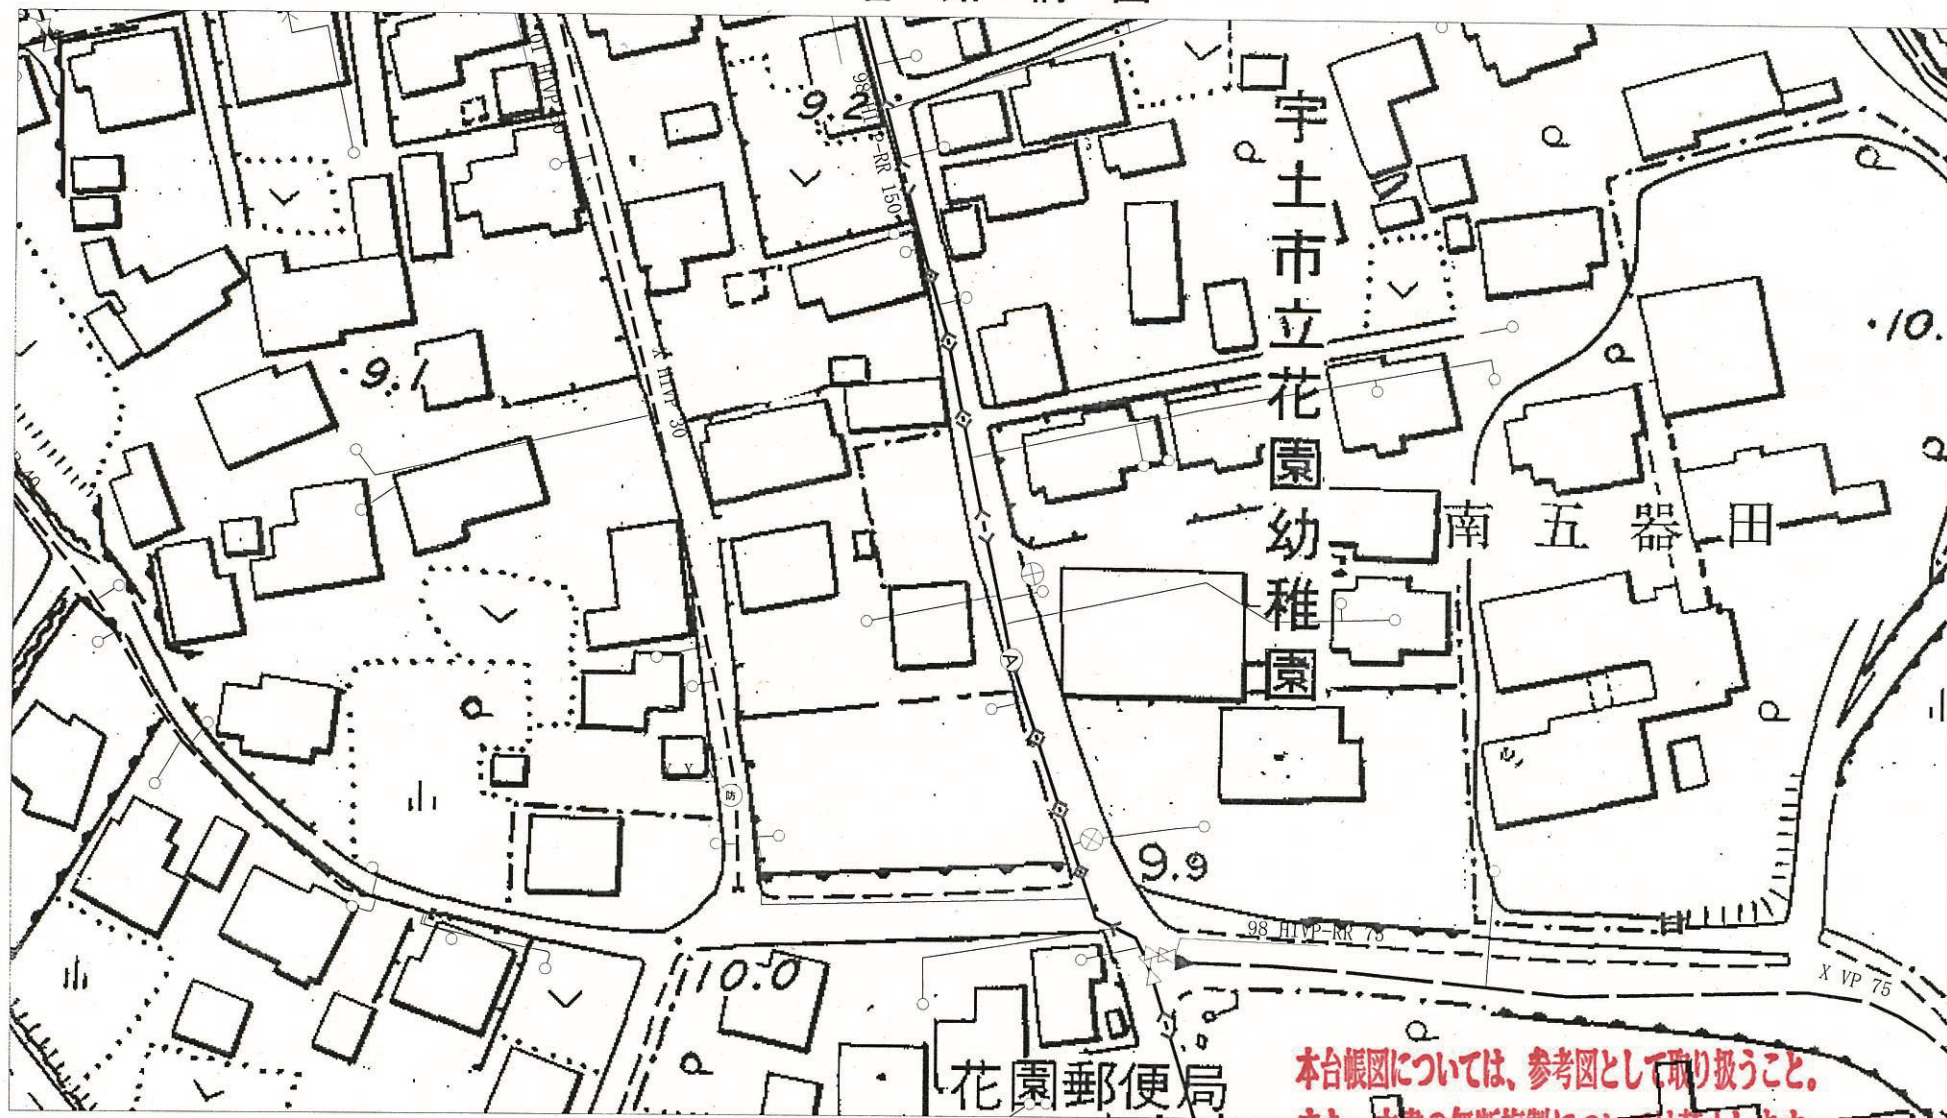 9.2
98 HIVP-RR 150
宇土市立花園幼稚園
10.
9.1
X HIVP 30
南五器田
A
防
9.9
98 HIVP-RR 75
X VP 75
10.0
花園郵便局
本台帳図については、参考図として取り扱うこと。